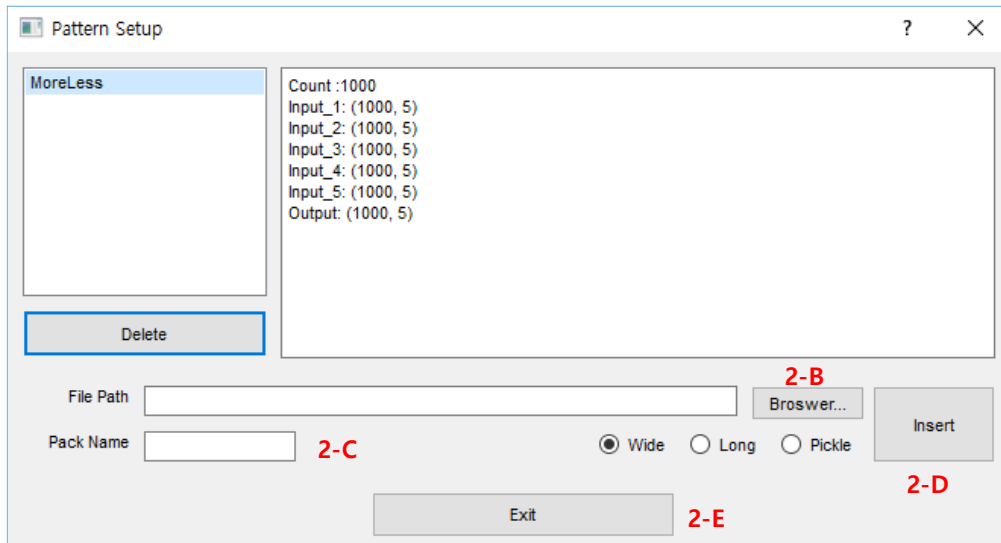 Pattern Setup
?
MoreLess
Count :1000
Input_1: (1000, 5)
Input_2: (1000, 5)
Input_3: (1000, 5)
Input_4: (1000, 5)
Input_5: (1000, 5)
Output: (1000, 5)
Delete
2-B
File Path
Broswer...
Insert
Pack Name
2-C
Wide Long Pickle
2-D
Exit
2-E